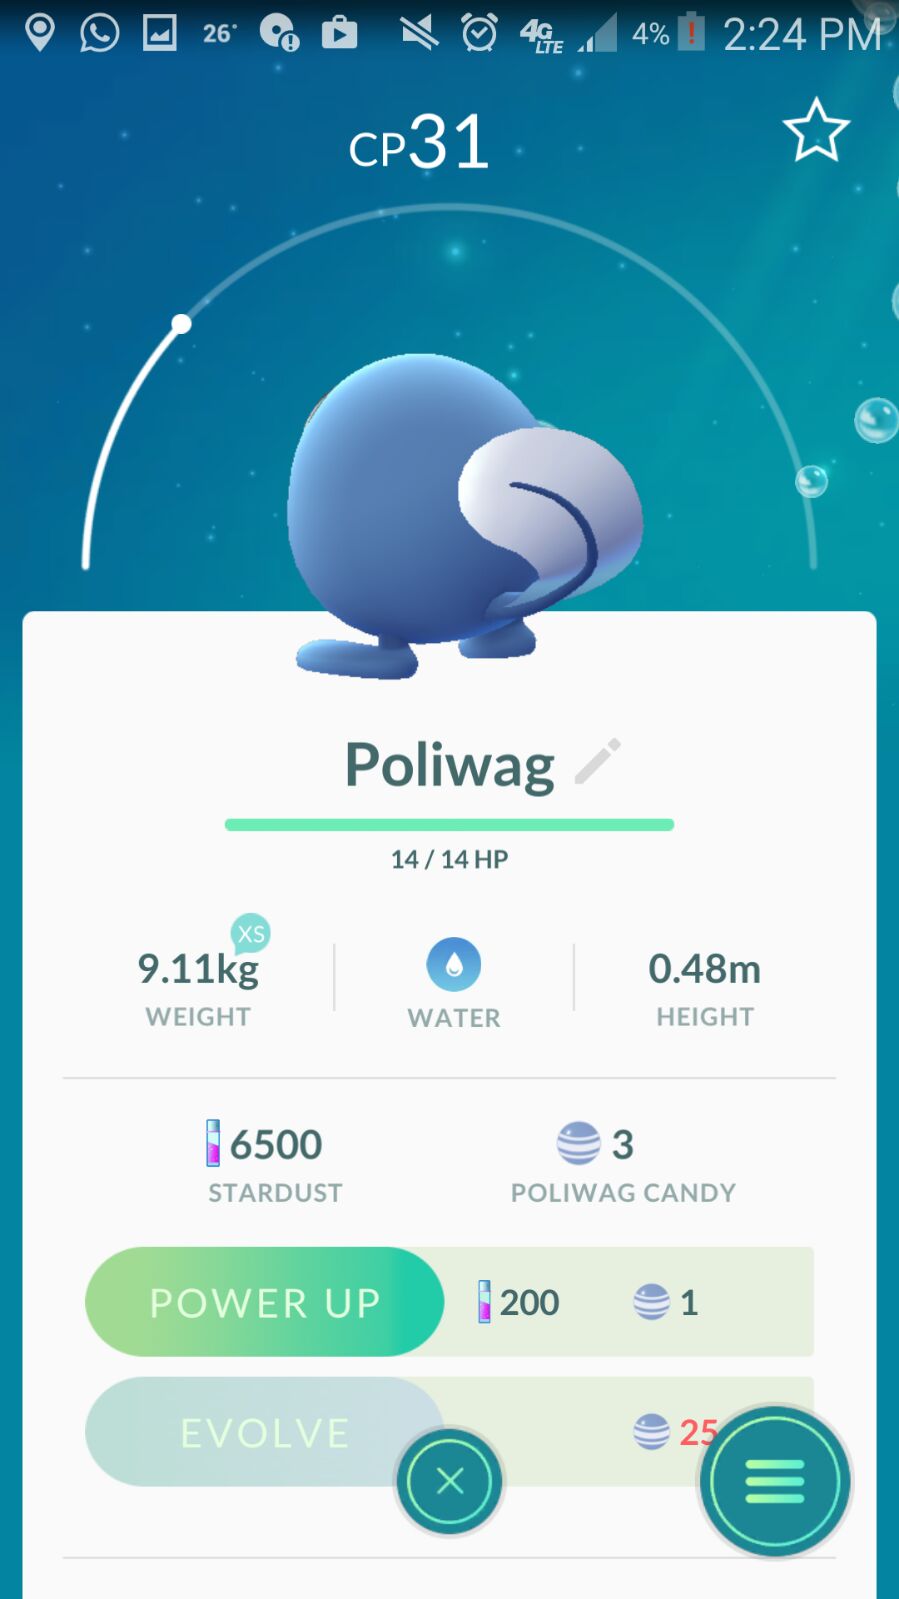 26° 4G LTE 4% ! 2:24 PM
CP31
Poliwag
14 / 14 HP
XS
9.11kg
WEIGHT
WATER
0.48m
HEIGHT
6500
STARDUST
3
POLIWAG CANDY
POWER UP 200 1
EVOLVE 25